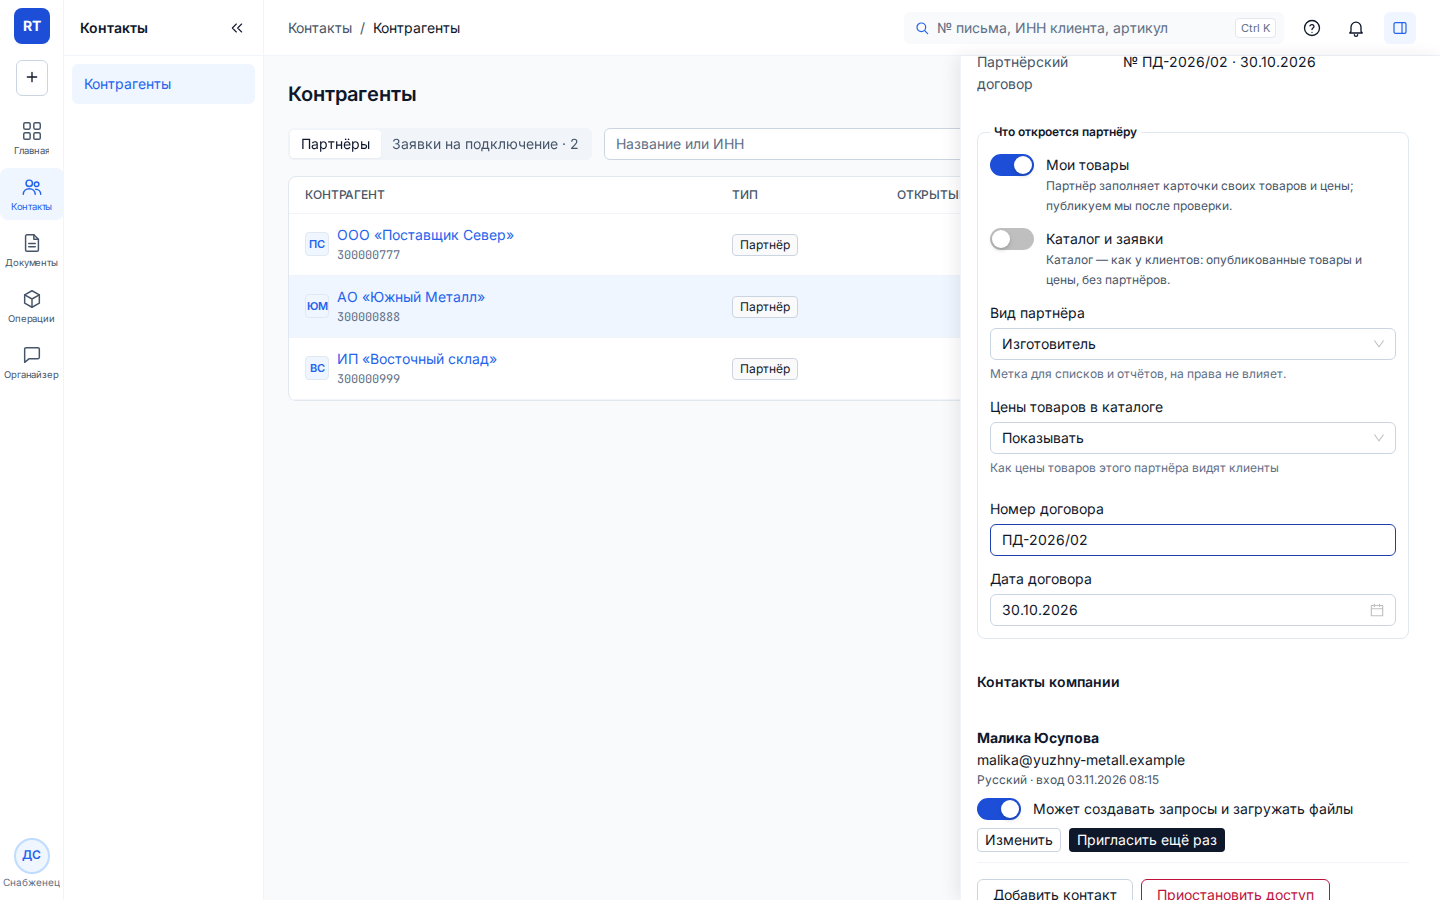 RT
Контакты
Контакты / Контрагенты
№ письма, ИНН клиента, артикул
Ctrl K
Контрагенты
Главная
Контакты
Документы
Операции
Органайзер
ДС
Снабженец
Контрагенты
Партнёры
Заявки на подключение · 2
Название или ИНН
КОНТРАГЕНТ
ТИП
ПС
ООО «Поставщик Север»
300000777
Партнёр
ЮМ
АО «Южный Металл»
300000888
Партнёр
ВС
ИП «Восточный склад»
300000999
Партнёр
Партнёрский
договор
№ ПД-2026/02 · 30.10.2026
Что откроется партнёру
Мои товары
Партнёр заполняет карточки своих товаров и цены;
публикуем мы после проверки.
Каталог и заявки
Каталог — как у клиентов: опубликованные товары и
цены, без партнёров.
Вид партнёра
Изготовитель
Метка для списков и отчётов, на права не влияет.
Цены товаров в каталоге
Показывать
Как цены товаров этого партнёра видят клиенты
Номер договора
ПД-2026/02
Дата договора
30.10.2026
Контакты компании
Малика Юсупова
malika@yuzhny-metall.example
Русский · вход 03.11.2026 08:15
Может создавать запросы и загружать файлы
Изменить
Пригласить ещё раз
Добавить контакт
Приостановить доступ